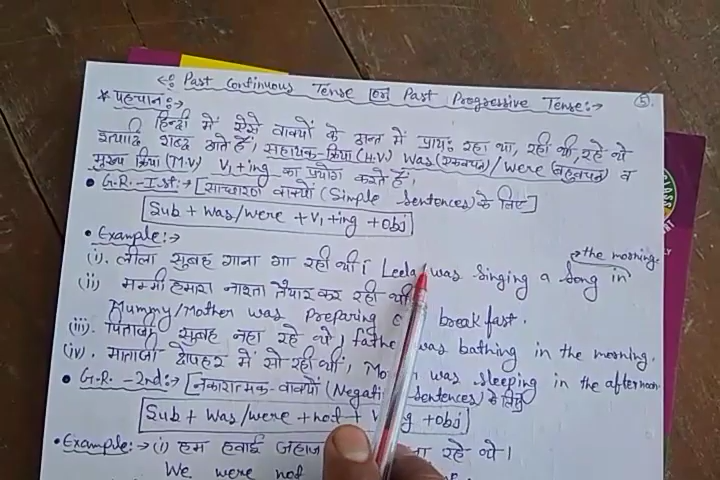 Past Continuous Tense or Past Progressive Tense:→ 5.
* पहचान:→
हिन्दी में ऐसे वाक्यों के अन्त में प्रायः रहा था, रही थी, रहे थे
इत्यादि शब्द आते हैं, सहायक-क्रिया (H.V) Was (एकवचन)/Were (बहुवचन) व
मुख्य क्रिया (M.V) V₁+ing का प्रयोग करते हैं,
• G.R.-Ist:→ [साधारण वाक्यों (Simple Sentences) के लिए]
Sub + Was/were + V₁ + ing + obj
• Example:→
(i). लीला सुबह गाना गा रही थी। Leela was singing a song in the morning.
(ii) मम्मी हमारा नाश्ता तैयार कर रही थी
Mummy/Mother was preparing breakfast.
(iii). पिताजी सुबह नहा रहे थे, fathe was bathing in the morning.
(iv). माताजी दोपहर में सो रही थीं, Mo was sleeping in the afternoon
• G.R.-2nd:→ [नकारात्मक-वाक्यों (Negati Sentences) के लिए]
Sub + Was/were + not + V g + obj
• Example:→ (i) हम हवाई जहाज रहे थे।
We were not